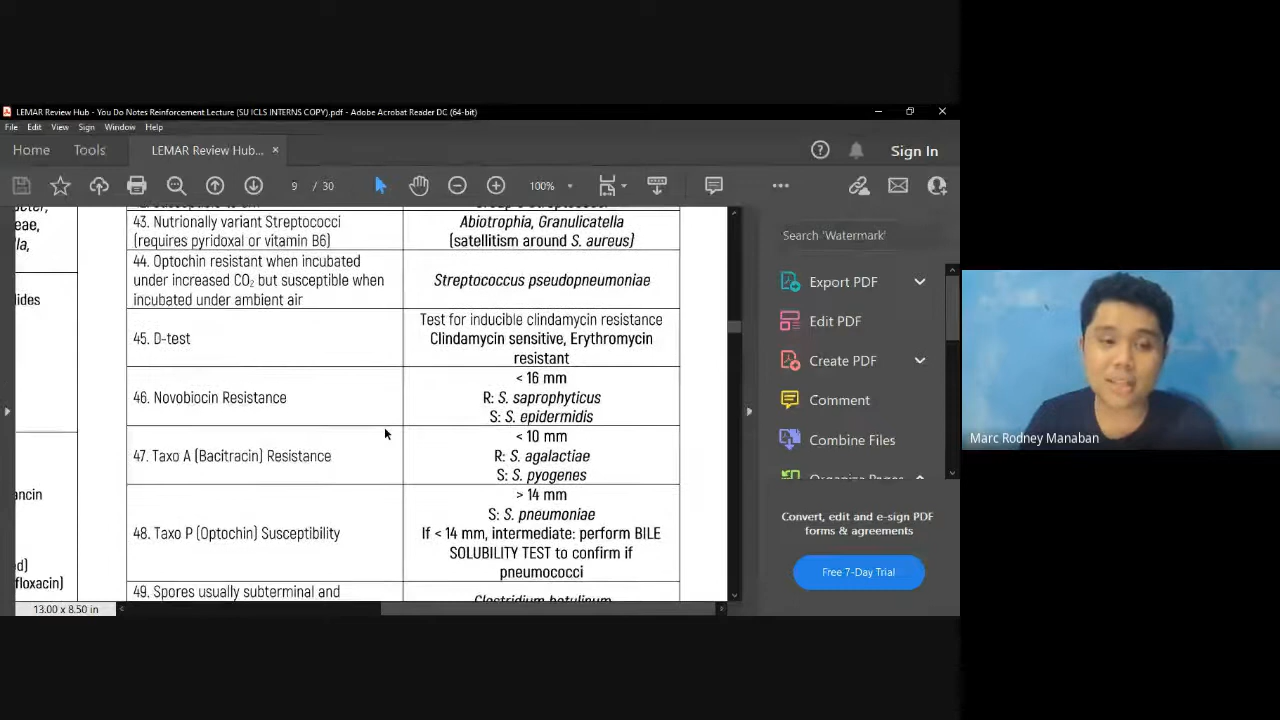 LEMAR Review Hub - You Do Notes Reinforcement Lecture (SU ICLS INTERNS COPY).pdf - Adobe Acrobat Reader DC (64-bit)
File Edit View Sign Window Help
Home Tools LEMAR Review Hub... ×
Sign In
9 / 30
100%
eae,
la,
lides
ancin
ed)
floxacin)
43. Nutrionally variant Streptococci
(requires pyridoxal or vitamin B6)
Abiotrophia, Granulicatella
(satellitism around S. aureus)
44. Optochin resistant when incubated
under increased CO₂ but susceptible when
incubated under ambient air
Streptococcus pseudopneumoniae
45. D-test
Test for inducible clindamycin resistance
Clindamycin sensitive, Erythromycin
resistant
46. Novobiocin Resistance
< 16 mm
R: S. saprophyticus
S: S. epidermidis
47. Taxo A (Bacitracin) Resistance
< 10 mm
R: S. agalactiae
S: S. pyogenes
48. Taxo P (Optochin) Susceptibility
> 14 mm
S: S. pneumoniae
If < 14 mm, intermediate: perform BILE
SOLUBILITY TEST to confirm if
pneumococci
49. Spores usually subterminal and
Clostridium botulinum
13.00 x 8.50 in
Search 'Watermark'
Export PDF
Edit PDF
Create PDF
Comment
Combine Files
Organize Pages
Convert, edit and e-sign PDF
forms & agreements
Free 7-Day Trial
Marc Rodney Manaban